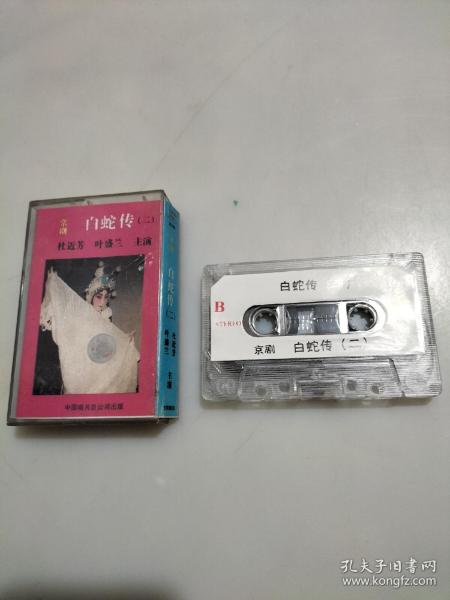 京剧
白蛇传(二)
杜近芳 叶盛兰 主演
中国唱片总公司出版
京剧
白蛇传(二)
杜近芳
叶盛兰
主演
白蛇传
B
STEREO
京剧 白蛇传(二)
孔夫子旧书网
www.kongfz.com